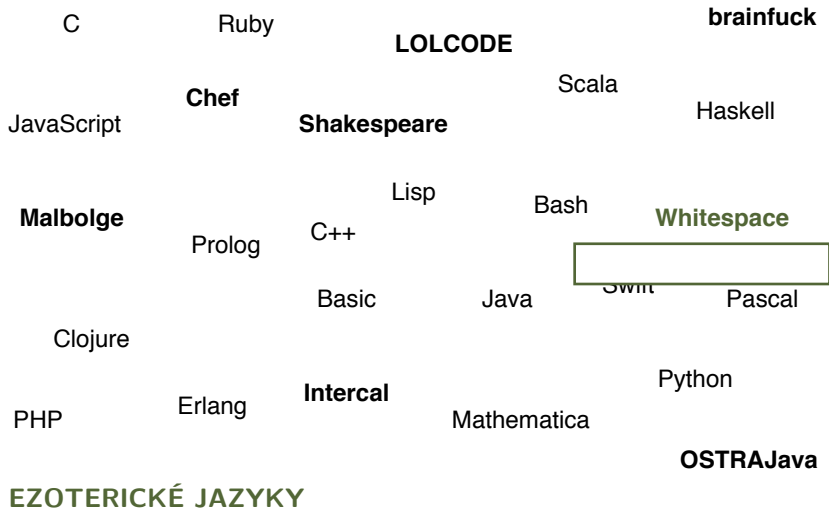 brainfuck
C
Ruby
LOLCODE
Scala
Chef
Haskell
JavaScript
Shakespeare
Lisp
Bash
Malbolge
Whitespace
C++
Prolog
Swift
Basic
Java
Pascal
Clojure
Python
Intercal
Erlang
PHP
Mathematica
OSTRAJava
EZOTERICKÉ JAZYKY